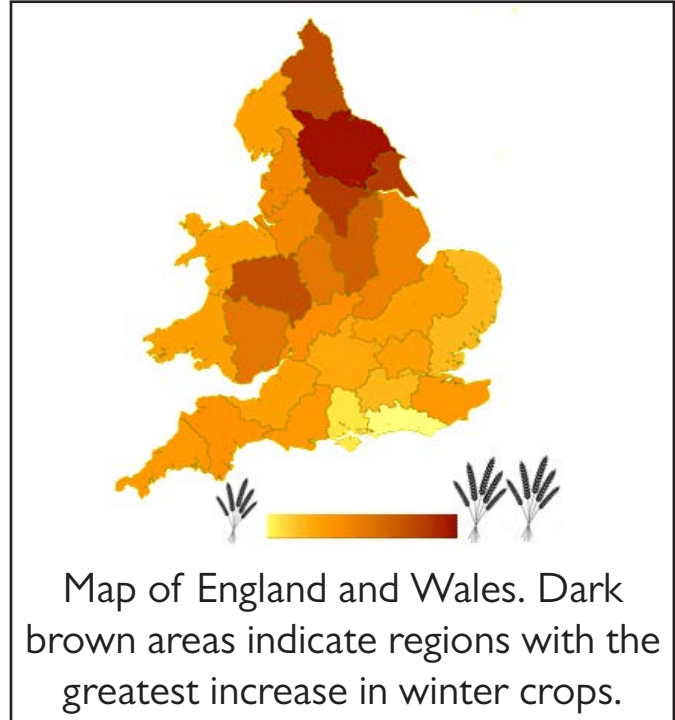 Map of England and Wales. Dark
brown areas indicate regions with the
greatest increase in winter crops.